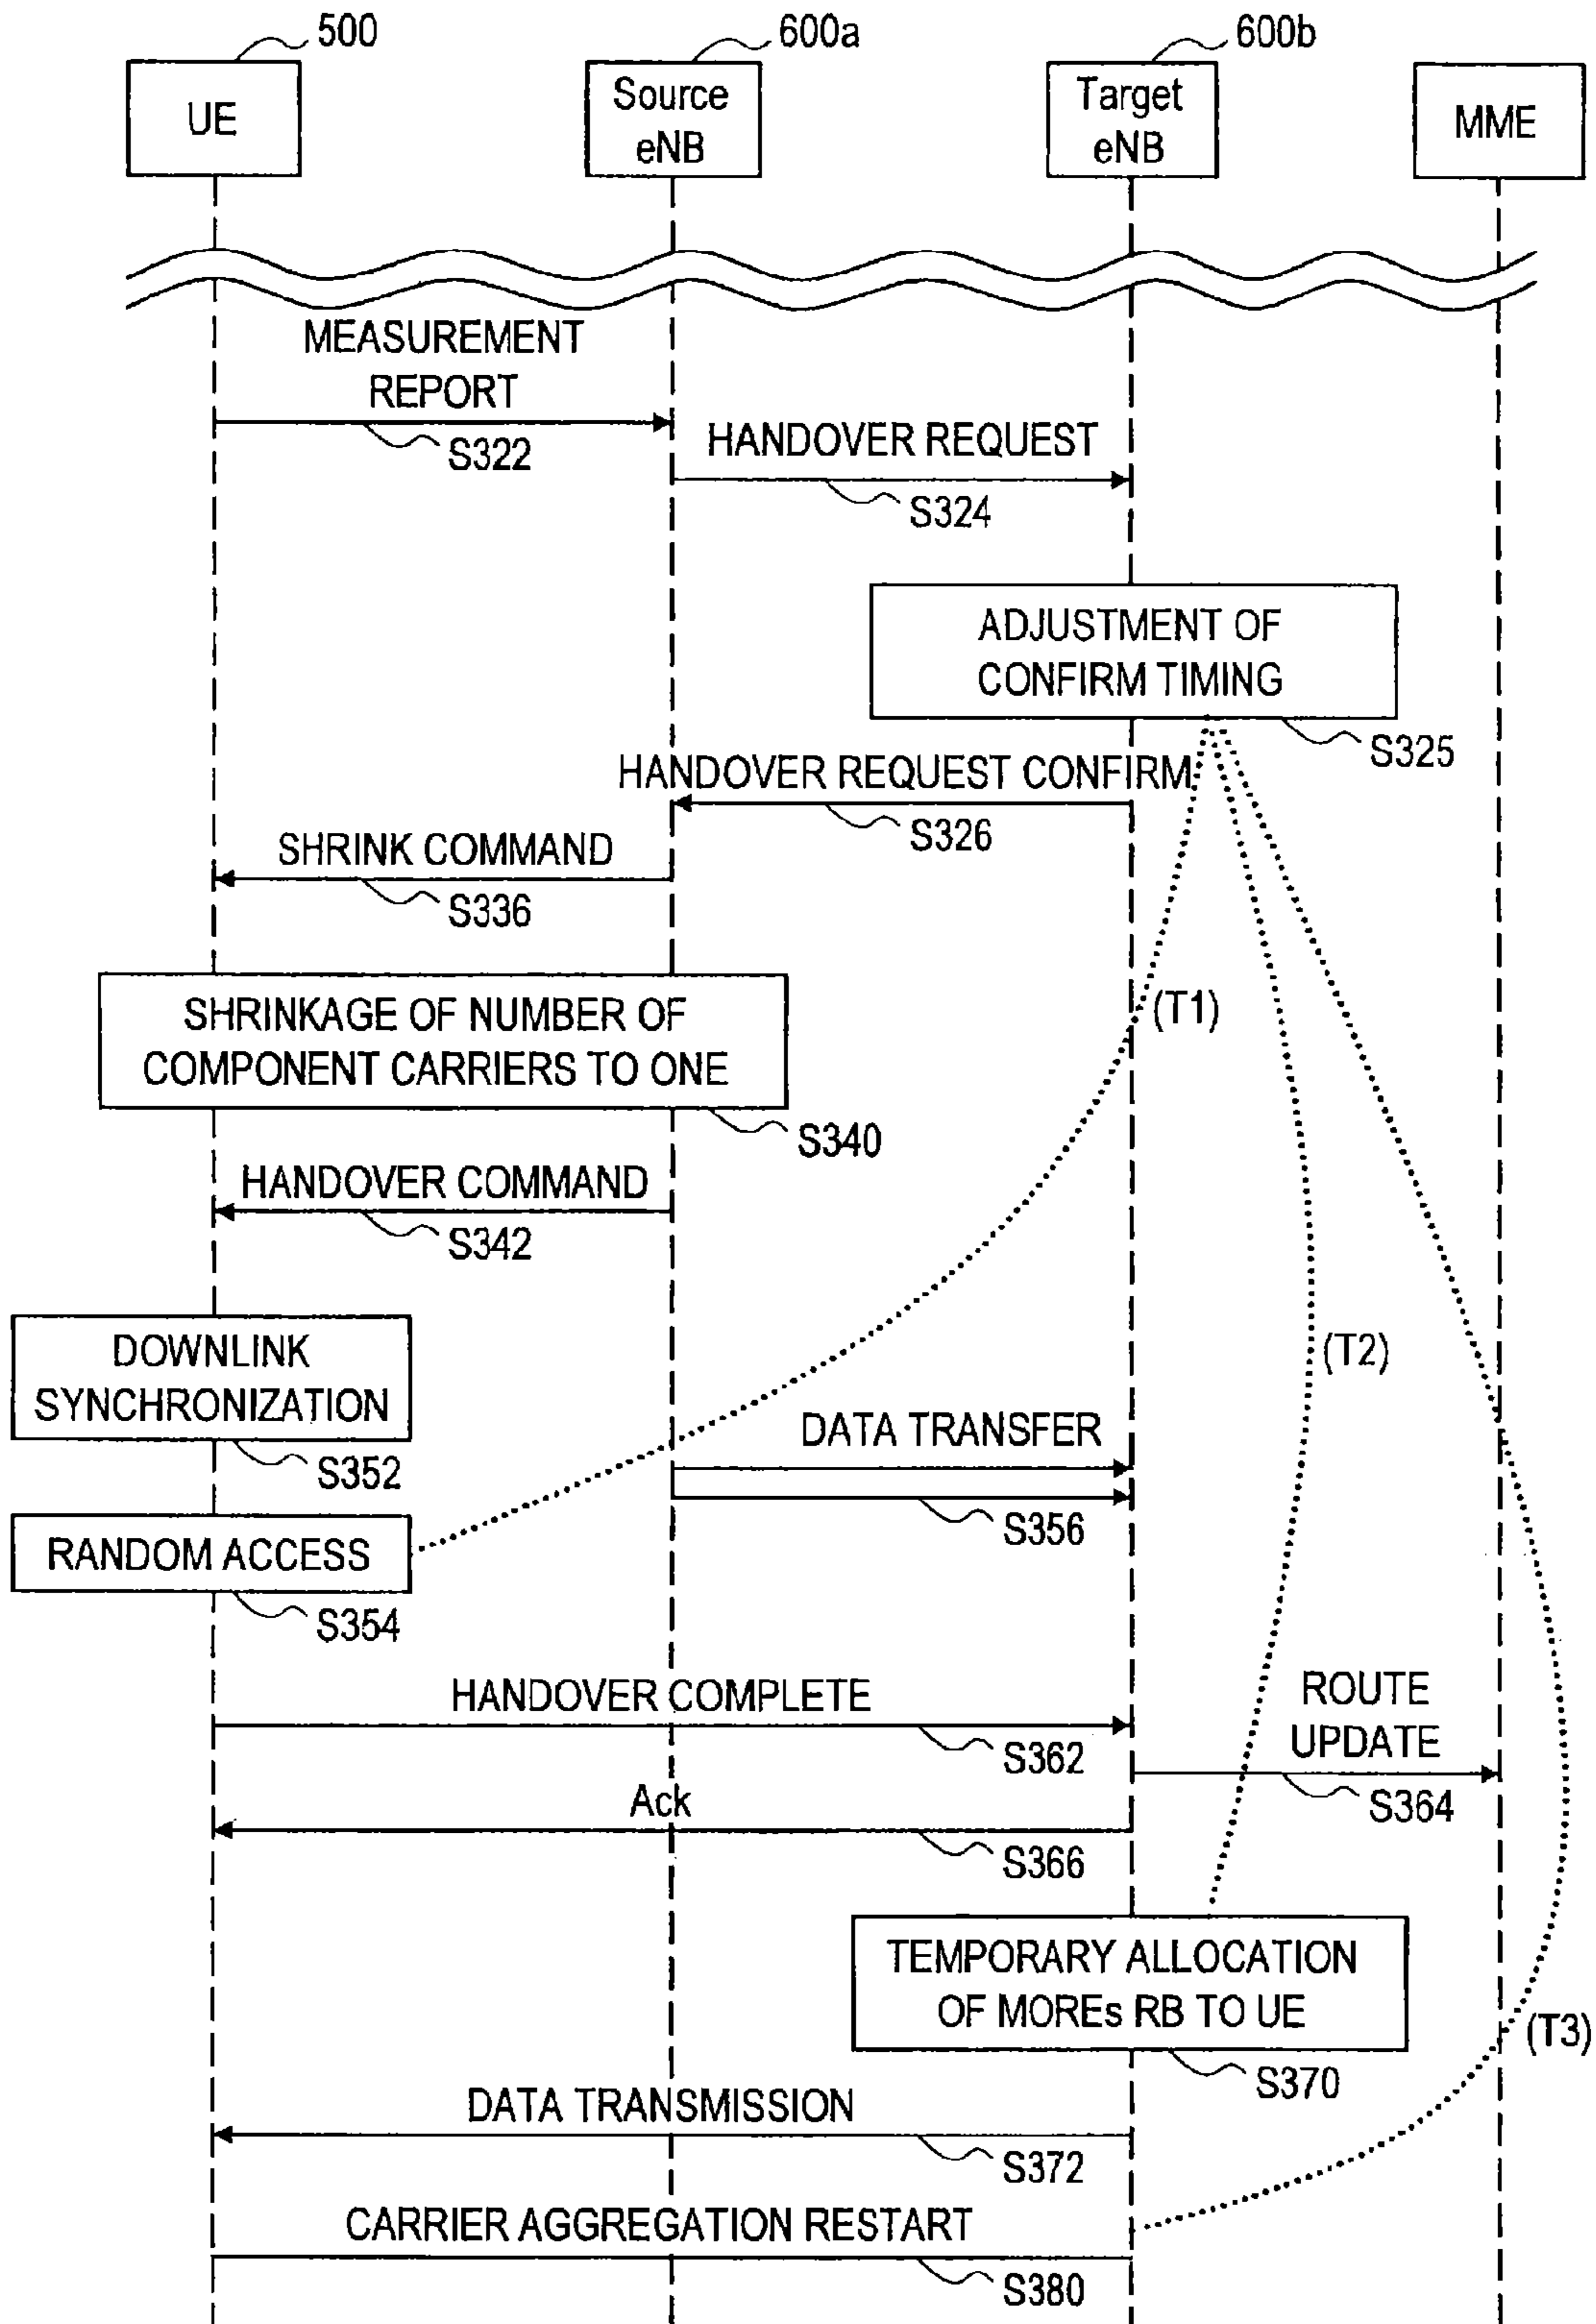 500
600a
600b
UE
Source
eNB
Target
eNB
MME
MEASUREMENT
REPORT
S322
HANDOVER REQUEST
S324
ADJUSTMENT OF
CONFIRM TIMING
S325
HANDOVER REQUEST CONFIRM
S326
SHRINK COMMAND
S336
SHRINKAGE OF NUMBER OF
COMPONENT CARRIERS TO ONE
S340
(T1)
HANDOVER COMMAND
S342
DOWNLINK
SYNCHRONIZATION
S352
(T2)
DATA TRANSFER
S356
RANDOM ACCESS
S354
HANDOVER COMPLETE
S362
ROUTE
UPDATE
S364
Ack
S366
TEMPORARY ALLOCATION
OF MOREs RB TO UE
S370
(T3)
DATA TRANSMISSION
S372
CARRIER AGGREGATION RESTART
S380